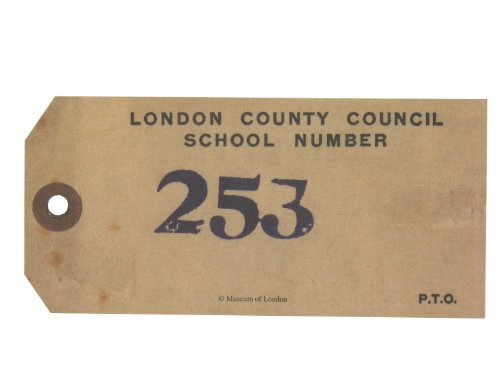 LONDON COUNTY COUNCIL
SCHOOL NUMBER
253
© Museum of London
P.T.O.